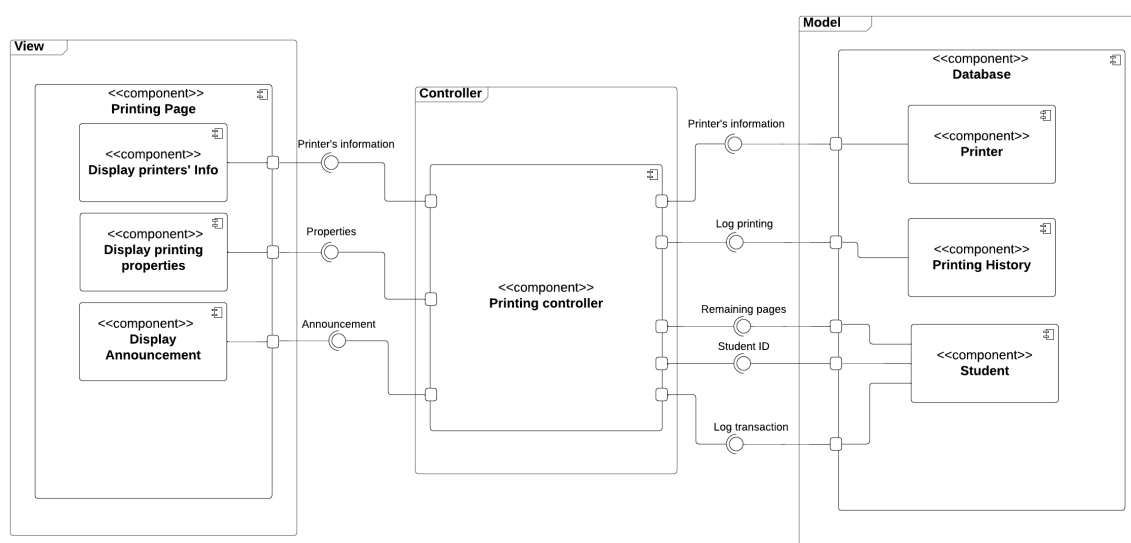 View
<<component>>
Printing Page
<<component>>
Display printers' Info
<<component>>
Display printing
properties
<<component>>
Display
Announcement
Printer's information
Properties
Announcement
Controller
<<component>>
Printing controller
Printer's information
Log printing
Remaining pages
Student ID
Log transaction
Model
<<component>>
Database
<<component>>
Printer
<<component>>
Printing History
<<component>>
Student